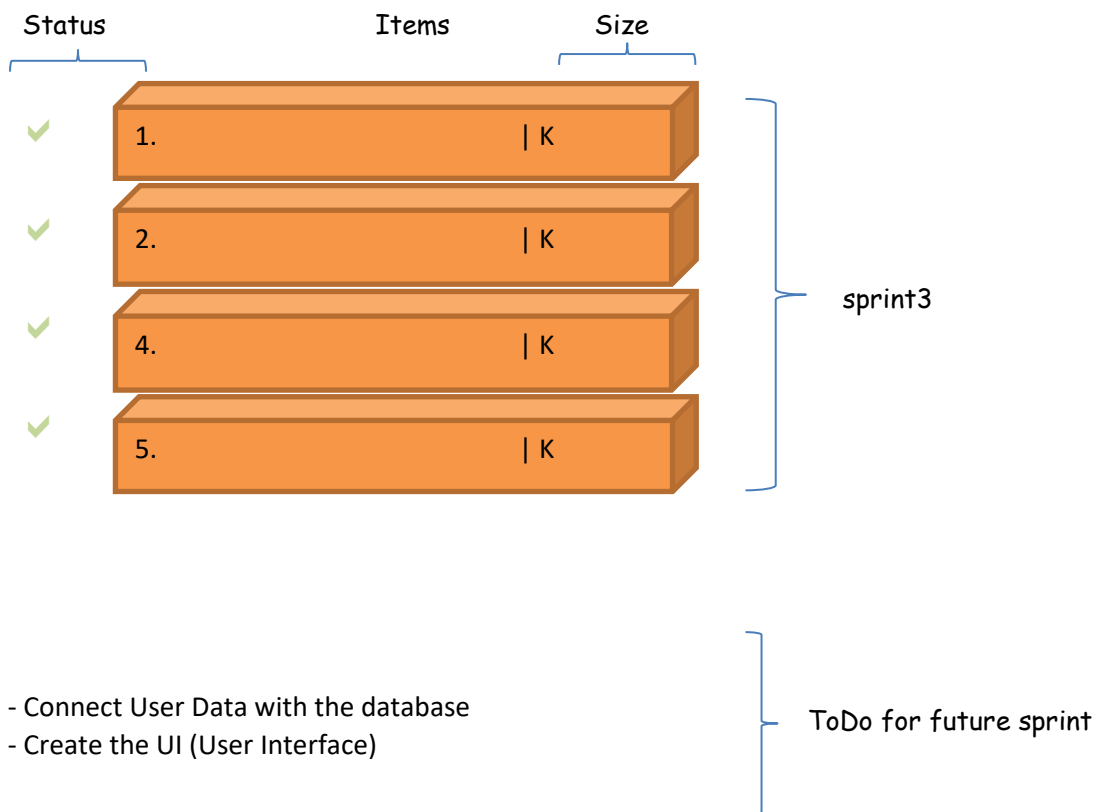 Status Items Size
1. | K
2. | K
4. | K
5. | K
sprint3
- Connect User Data with the database
- Create the UI (User Interface)
ToDo for future sprint